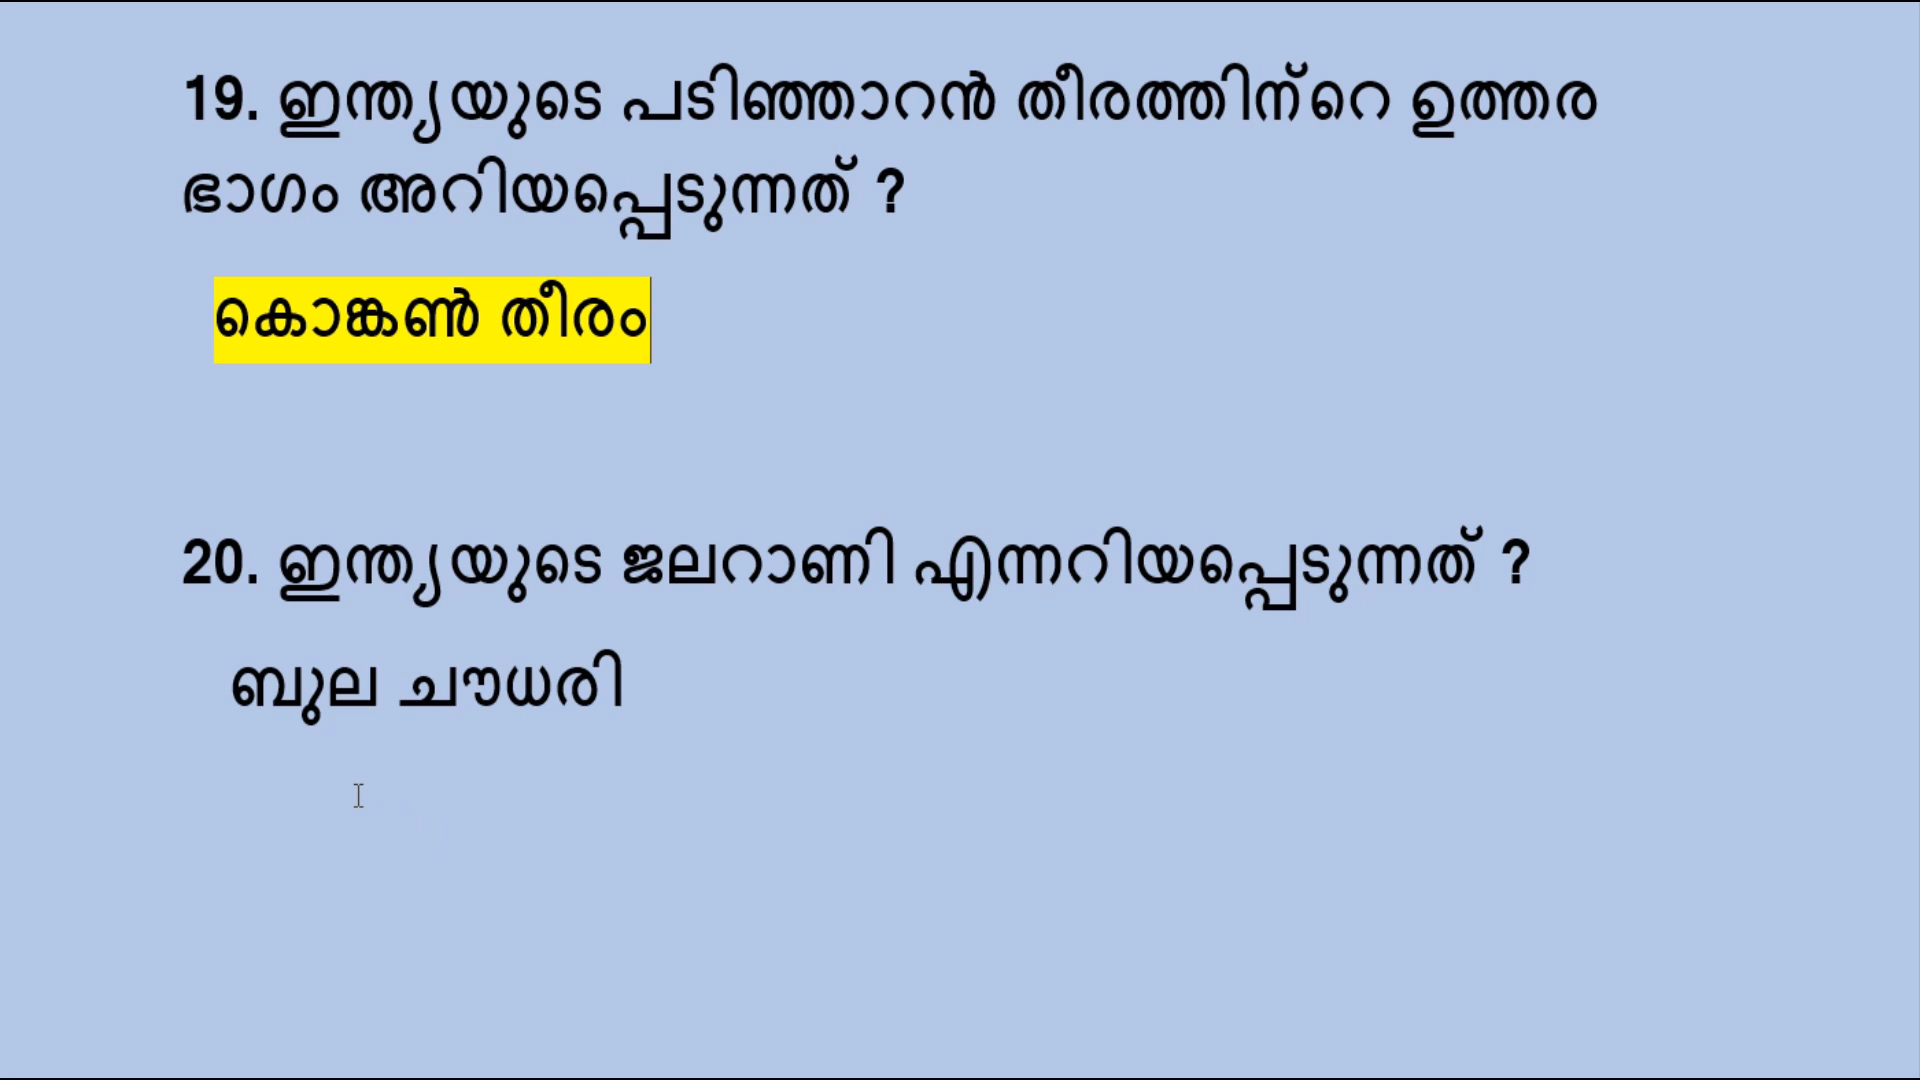 19. ഇന്ത്യയുടെ പടിഞ്ഞാറൻ തീരത്തിന്റെ ഉത്തര
ഭാഗം അറിയപ്പെടുന്നത് ?
കൊങ്കൺ തീരം
20. ഇന്ത്യയുടെ ജലറാണി എന്നറിയപ്പെടുന്നത് ?
ബുല ചൗധരി